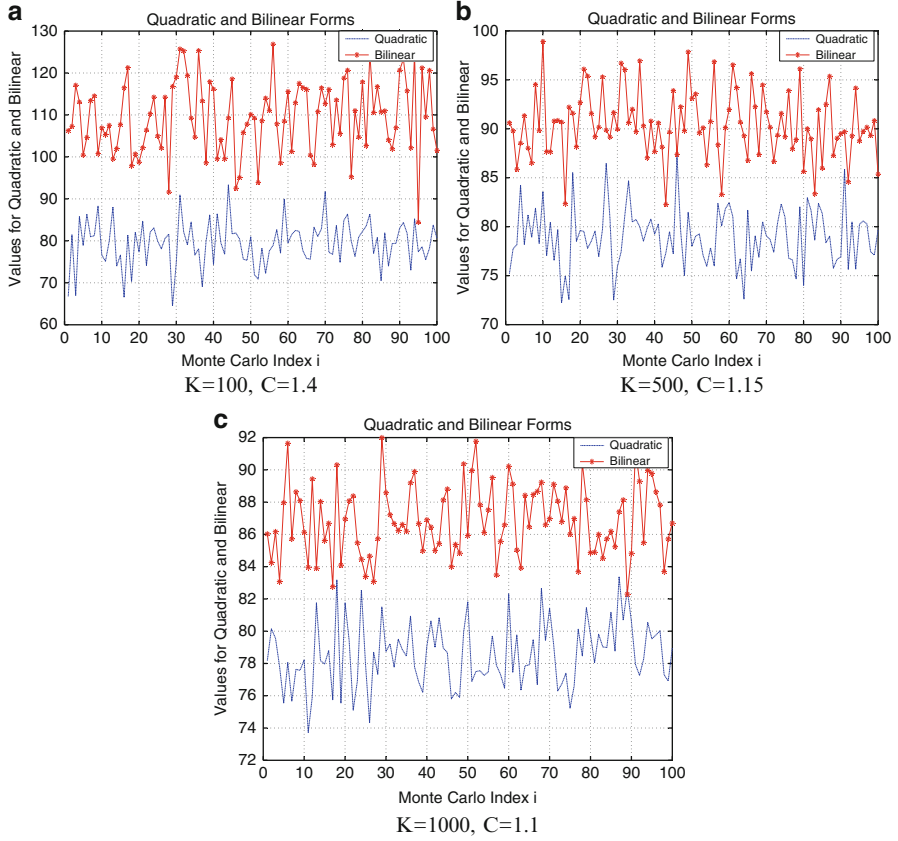 a
Quadratic and Bilinear Forms
Values for Quadratic and Bilinear
130
120
110
100
90
80
70
60
Quadratic
Bilinear
0 10 20 30 40 50 60 70 80 90 100
Monte Carlo Index i
K=100, C=1.4
b
Quadratic and Bilinear Forms
Values for Quadratic and Bilinear
100
95
90
85
80
75
70
Quadratic
Bilinear
0 10 20 30 40 50 60 70 80 90 100
Monte Carlo Index i
K=500, C=1.15
c
Quadratic and Bilinear Forms
Values for Quadratic and Bilinear
92
90
88
86
84
82
80
78
76
74
72
Quadratic
Bilinear
0 10 20 30 40 50 60 70 80 90 100
Monte Carlo Index i
K=1000, C=1.1